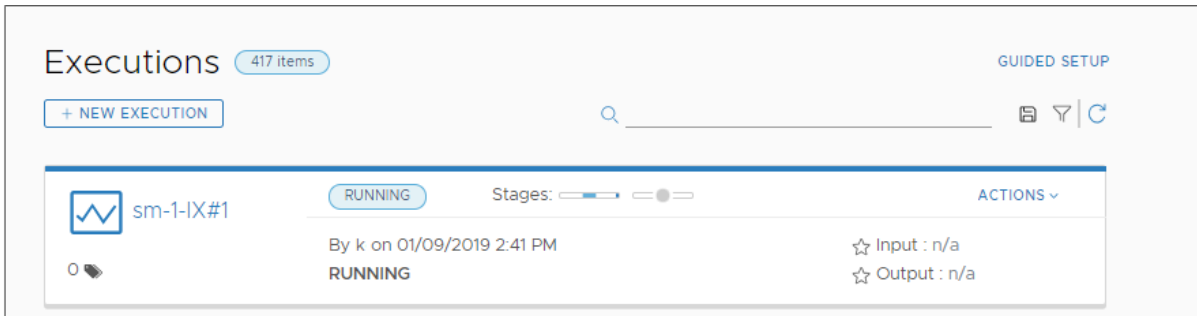 Executions 417 items
GUIDED SETUP
+ NEW EXECUTION
sm-1-IX#1
RUNNING
Stages:
ACTIONS
By k on 01/09/2019 2:41 PM
Input : n/a
0
RUNNING
Output : n/a